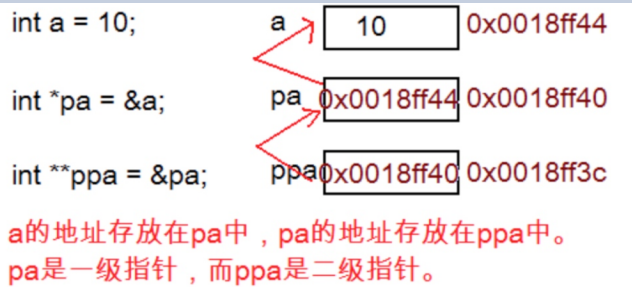 int a = 10; a 10 0x0018ff44
int *pa = &a; pa 0x0018ff44 0x0018ff40
int **ppa = &pa; ppa 0x0018ff40 0x0018ff3c
a的地址存放在pa中，pa的地址存放在ppa中。
pa是一级指针，而ppa是二级指针。